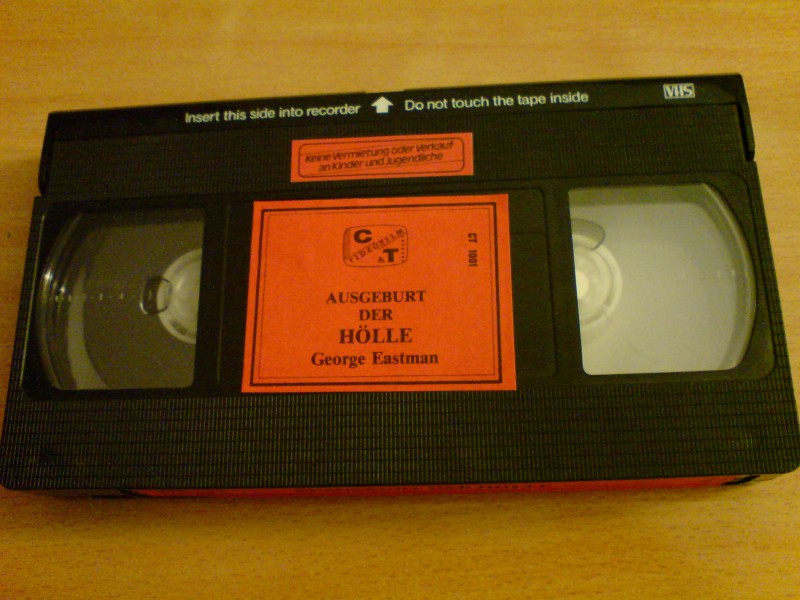 Insert this side into recorder Do not touch the tape inside VHS
Keine Vermietung oder Verkauf
an Kinder und Jugendliche
C
VIDEOFILM
& T
CT 1001
AUSGEBURT
DER
HÖLLE
George Eastman